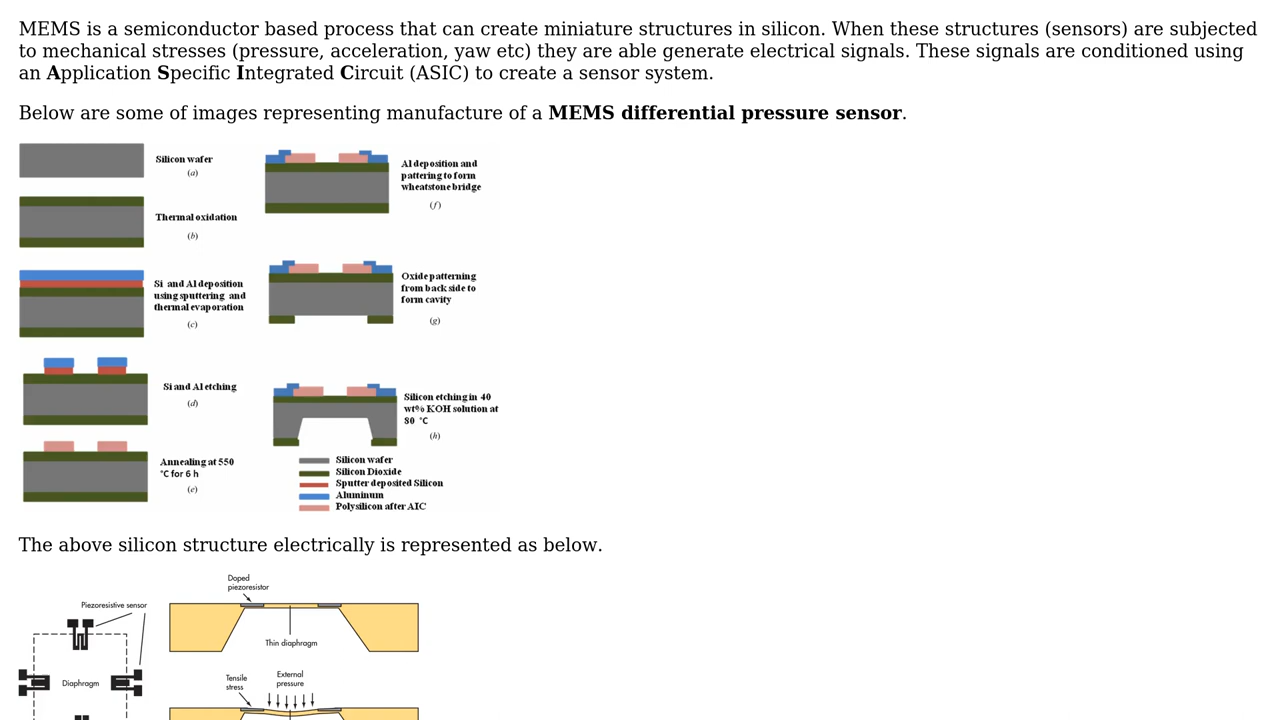 MEMS is a semiconductor based process that can create miniature structures in silicon. When these structures (sensors) are subjected
to mechanical stresses (pressure, acceleration, yaw etc) they are able generate electrical signals. These signals are conditioned using
an Application Specific Integrated Circuit (ASIC) to create a sensor system.
Below are some of images representing manufacture of a MEMS differential pressure sensor.
Silicon wafer
(a)
Thermal oxidation
(b)
Si and Al deposition
using sputtering and
thermal evaporation
(c)
Si and Al etching
(d)
Annealing at 550
°C for 6 h
(e)
Al deposition and
pattering to form
wheatstone bridge
(f)
Oxide patterning
from back side to
form cavity
(g)
Silicon etching in 40
wt% KOH solution at
80 °C
(h)
Silicon wafer
Silicon Dioxide
Sputter deposited Silicon
Aluminum
Polysilicon after AIC
The above silicon structure electrically is represented as below.
Piezoresistive sensor
Diaphragm
Doped
piezoresistor
Thin diaphragm
Tensile
stress
External
pressure